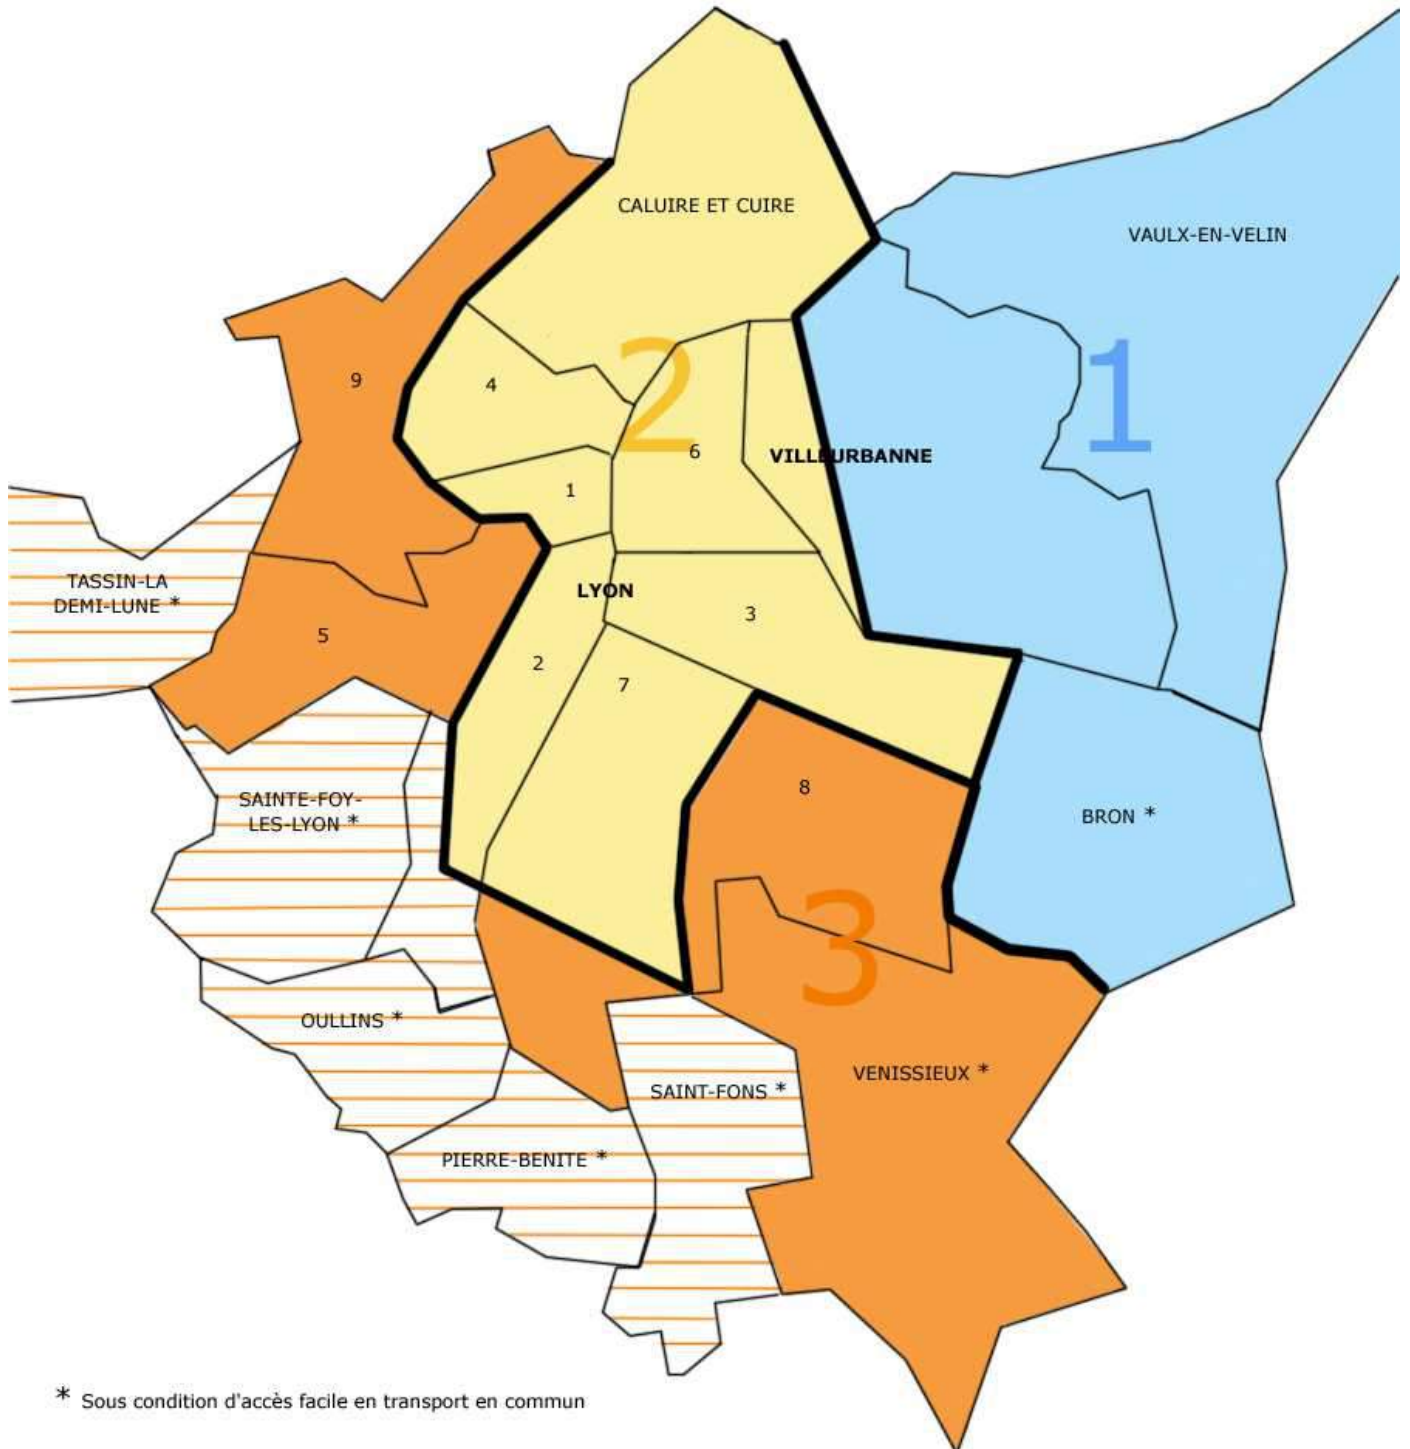 CALUIRE ET CUIRE
VAULX-EN-VELIN
2
1
9
4
6
VILLEURBANNE
1
TASSIN-LA
DEMI-LUNE *
LYON
3
5
2
7
8
SAINTE-FOY-
LES-LYON *
BRON *
3
OULLINS *
SAINT-FONS *
VENISSIEUX *
PIERRE-BENITE *
* Sous condition d'accès facile en transport en commun